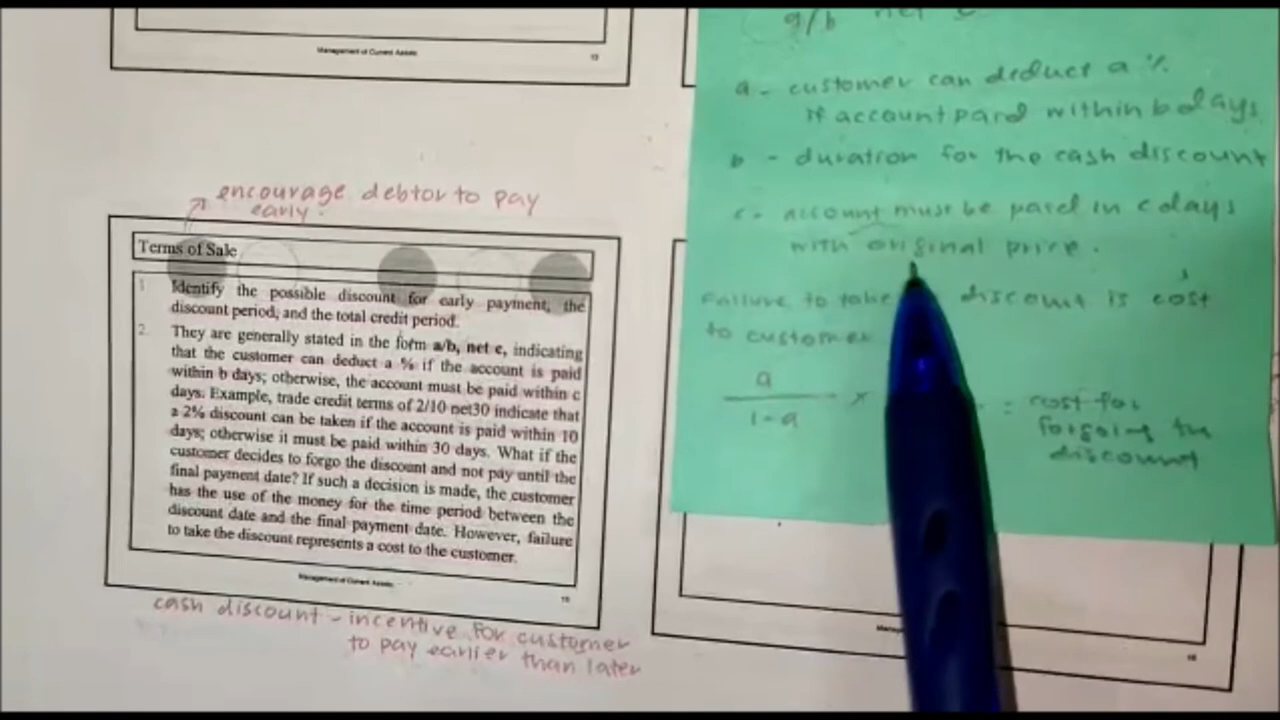 Management of Current Assets
13
a/b net c
a - customer can deduct a %
if account paid within b days
b - duration for the cash discount
c - account must be paid in c days
with original price.
Failure to take discount is cost
to customer
a
1-a
×
= cost for
forgoing the
discount
encourage debtor to pay
early.
Terms of Sale
1. Identify the possible discount for early payment, the
discount period, and the total credit period.
2. They are generally stated in the form a/b, net c, indicating
that the customer can deduct a % if the account is paid
within b days; otherwise, the account must be paid within c
days. Example, trade credit terms of 2/10 net30 indicate that
a 2% discount can be taken if the account is paid within 10
days; otherwise it must be paid within 30 days. What if the
customer decides to forgo the discount and not pay until the
final payment date? If such a decision is made, the customer
has the use of the money for the time period between the
discount date and the final payment date. However, failure
to take the discount represents a cost to the customer.
Management of Current Assets
cash discount - incentive for customer
to pay earlier than later